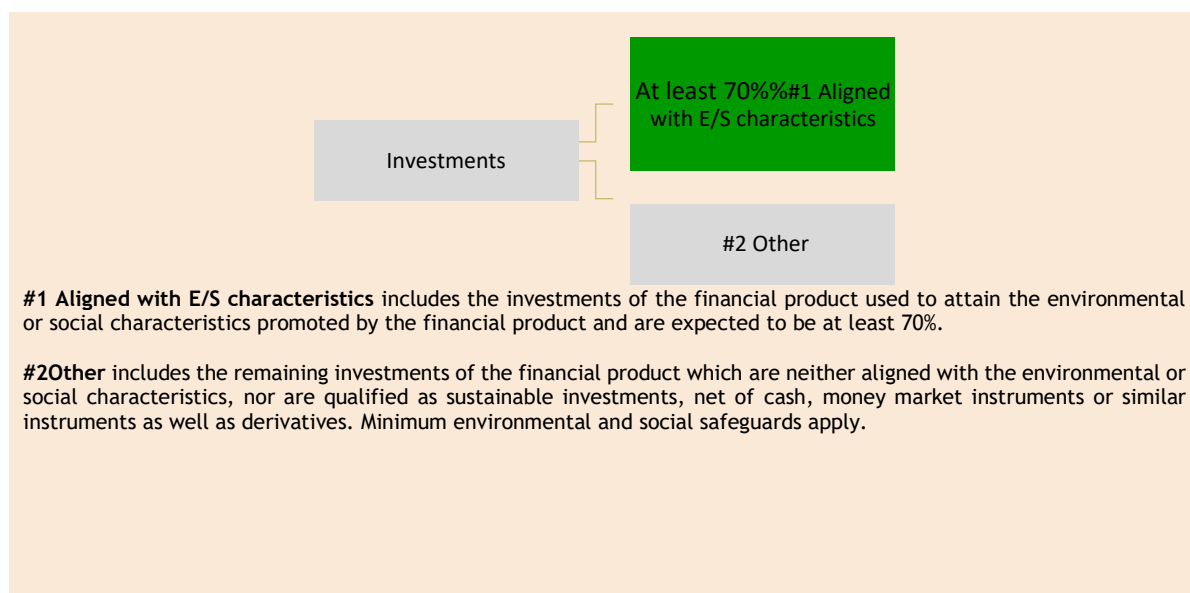 At least 70%%#1 Aligned
with E/S characteristics
Investments
#2 Other
#1 Aligned with E/S characteristics includes the investments of the financial product used to attain the environmental
or social characteristics promoted by the financial product and are expected to be at least 70%.
#2Other includes the remaining investments of the financial product which are neither aligned with the environmental or
social characteristics, nor are qualified as sustainable investments, net of cash, money market instruments or similar
instruments as well as derivatives. Minimum environmental and social safeguards apply.